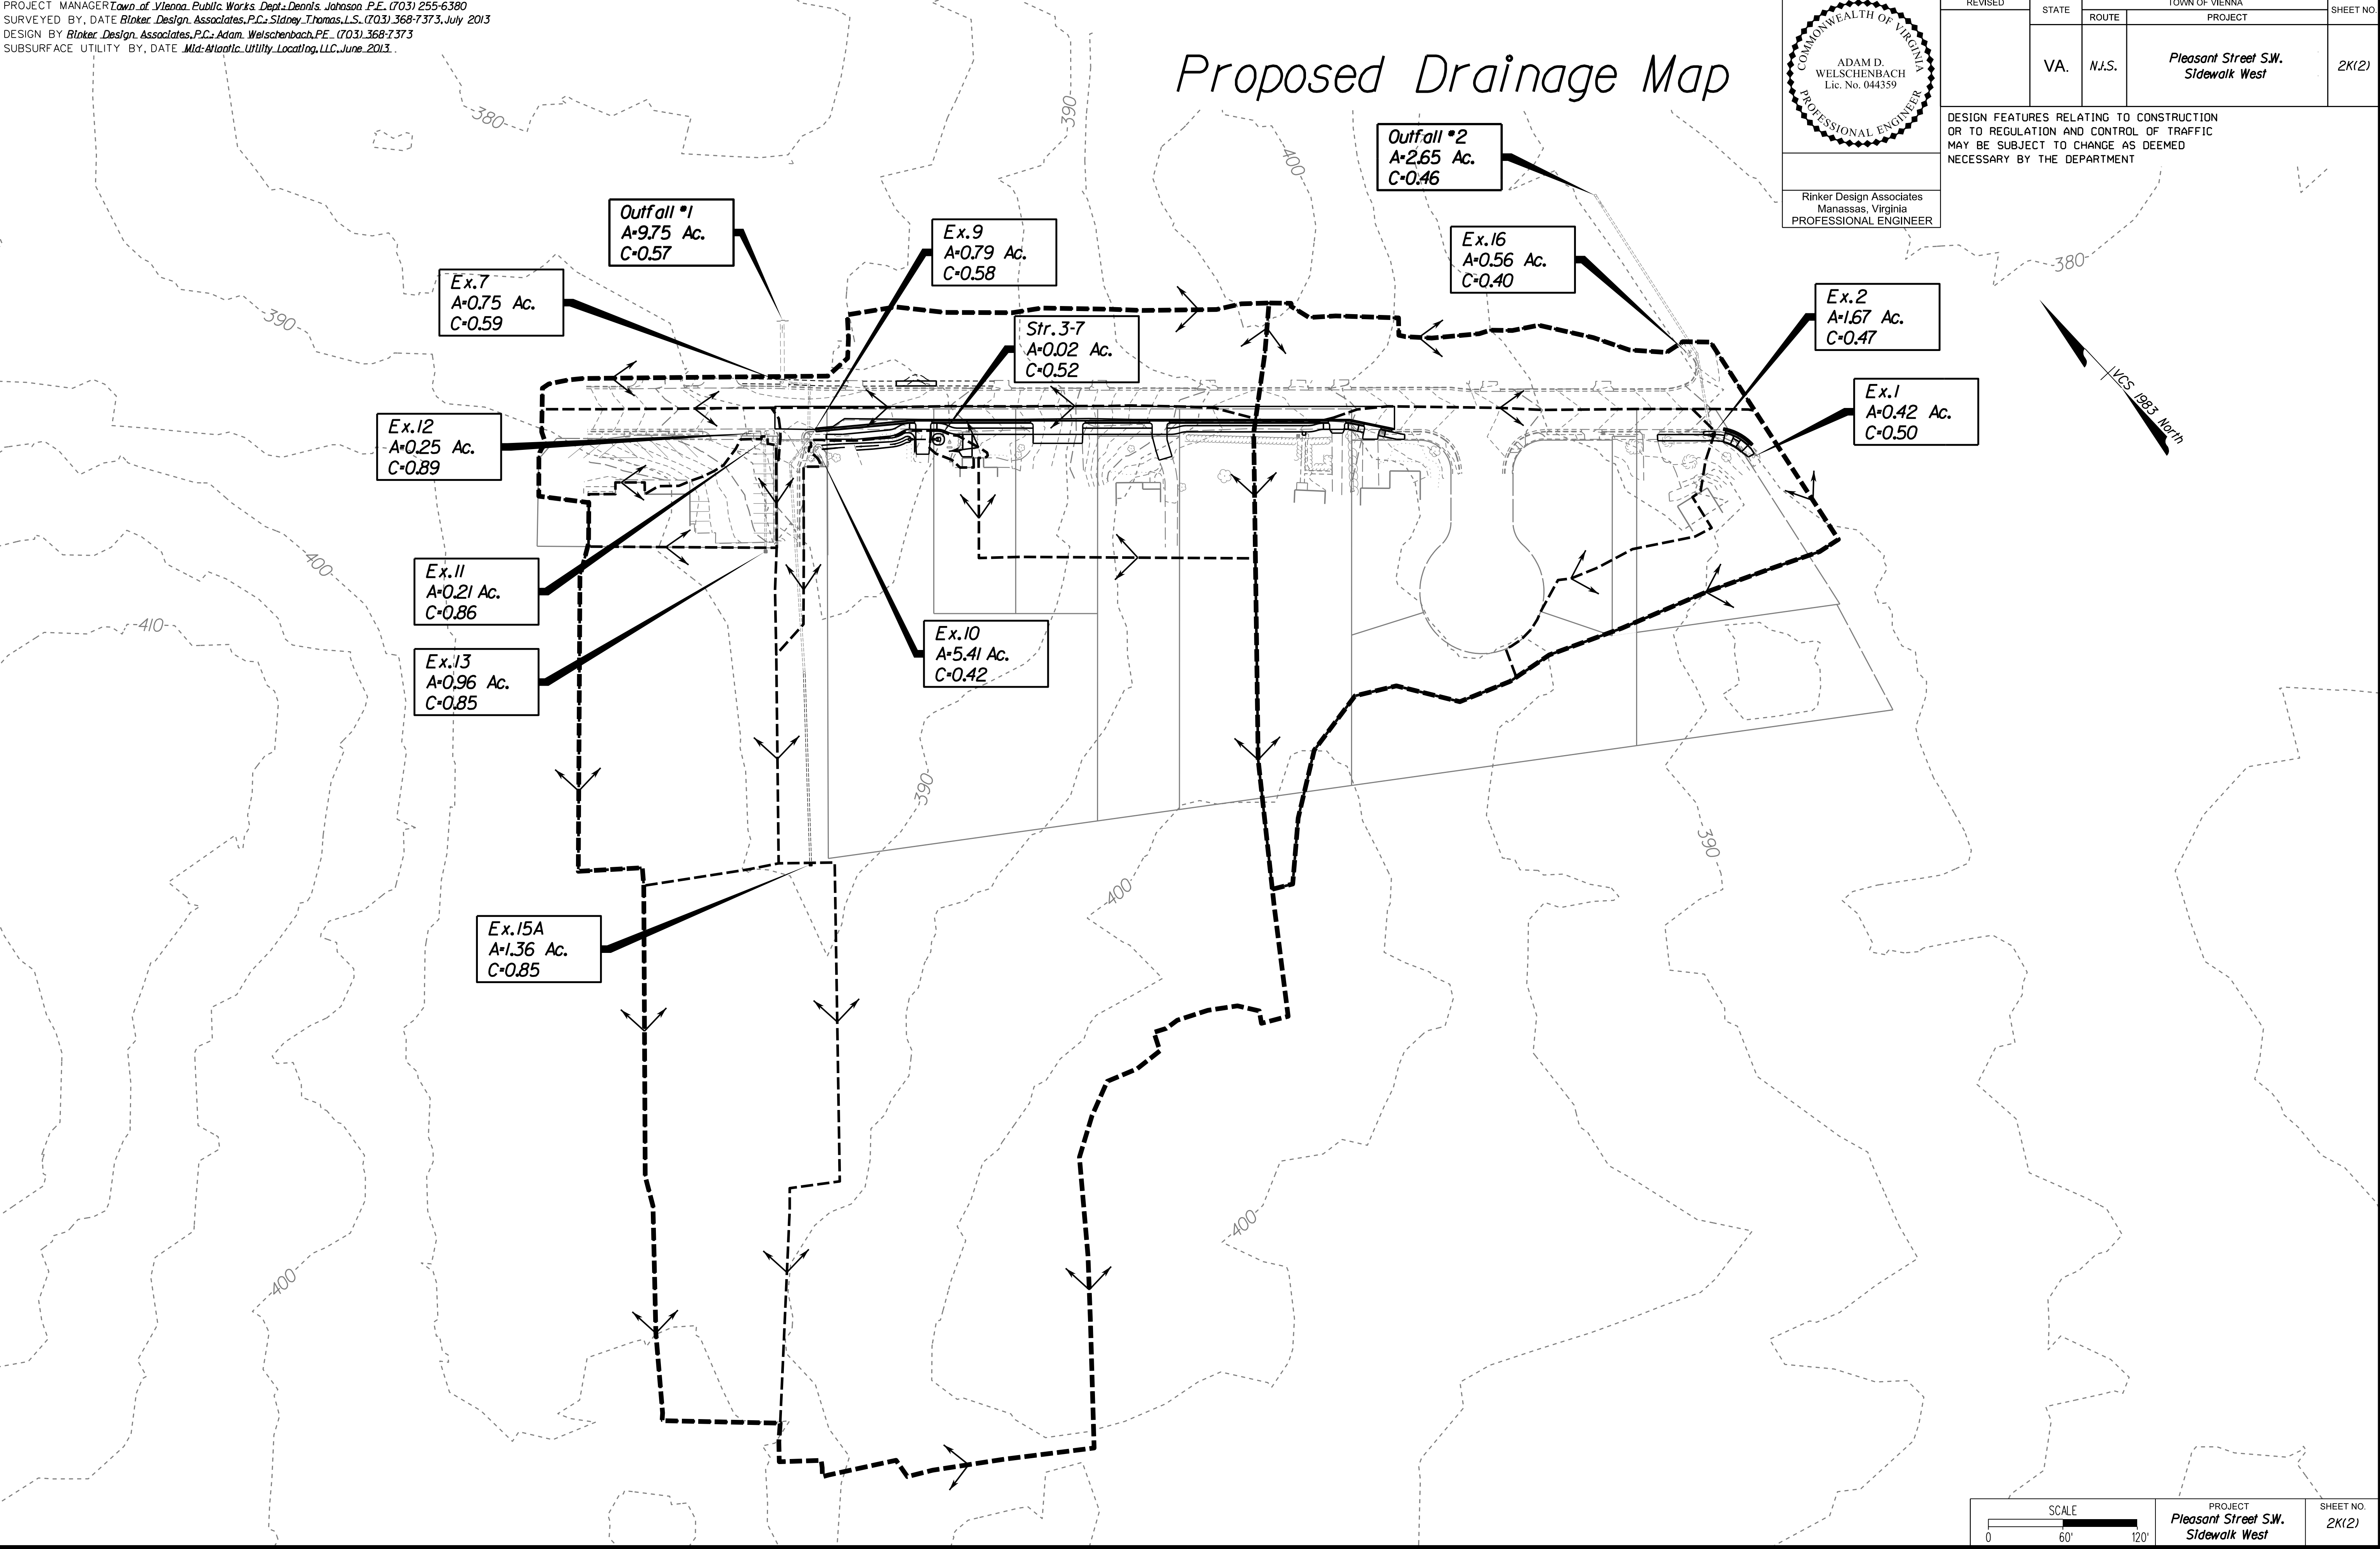 PROJECT MANAGER Town of Vienna Public Works Dept.: Dennis Johnson P.E. (703) 255-6380
SURVEYED BY, DATE Rinker Design Associates, P.C.: Sidney Thomas, L.S. (703) 368-7373, July 2013
DESIGN BY Rinker Design Associates, P.C.: Adam Welschenbach, PE (703) 368-7373
SUBSURFACE UTILITY BY, DATE Mid-Atlantic Utility Locating, LLC, June 2013
Proposed Drainage Map
COMMONWEALTH OF VIRGINIA
ADAM D.
WELSCHENBACH
Lic. No. 044359
PROFESSIONAL ENGINEER
Rinker Design Associates
Manassas, Virginia
PROFESSIONAL ENGINEER
REVISED
STATE
TOWN OF VIENNA
ROUTE
PROJECT
SHEET NO.
VA.
N.I.S.
Pleasant Street S.W.
Sidewalk West
2K(2)
DESIGN FEATURES RELATING TO CONSTRUCTION
OR TO REGULATION AND CONTROL OF TRAFFIC
MAY BE SUBJECT TO CHANGE AS DEEMED
NECESSARY BY THE DEPARTMENT
380
390
400
Outfall #2
A=2.65 Ac.
C=0.46
Outfall #1
A=9.75 Ac.
C=0.57
Ex.9
A=0.79 Ac.
C=0.58
Ex.16
A=0.56 Ac.
C=0.40
Ex.7
A=0.75 Ac.
C=0.59
380
Ex.2
A=1.67 Ac.
C=0.47
390
Str. 3-7
A=0.02 Ac.
C=0.52
VCS 1983 North
Ex.1
A=0.42 Ac.
C=0.50
Ex.12
A=0.25 Ac.
C=0.89
400
Ex.11
A=0.21 Ac.
C=0.86
410
Ex.10
A=5.41 Ac.
C=0.42
Ex.13
A=0.96 Ac.
C=0.85
390
390
400
Ex.15A
A=1.36 Ac.
C=0.85
400
400
SCALE
0 60' 120'
PROJECT
Pleasant Street S.W.
Sidewalk West
SHEET NO.
2K(2)